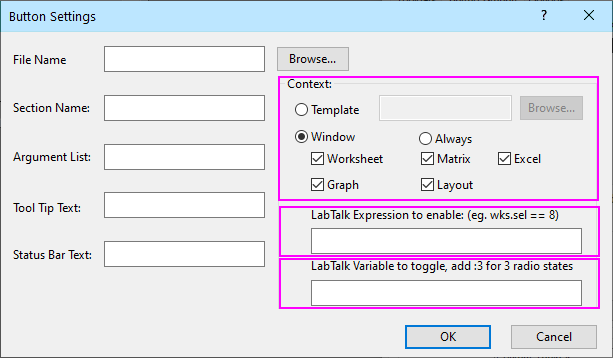 Button Settings ? ×
File Name
Browse...
Context:
Section Name:
Template
Browse...
Window
Always
Argument List:
Worksheet
Matrix
Excel
Graph
Layout
Tool Tip Text:
LabTalk Expression to enable: (eg. wks.sel == 8)
Status Bar Text:
LabTalk Variable to toggle, add :3 for 3 radio states
OK
Cancel